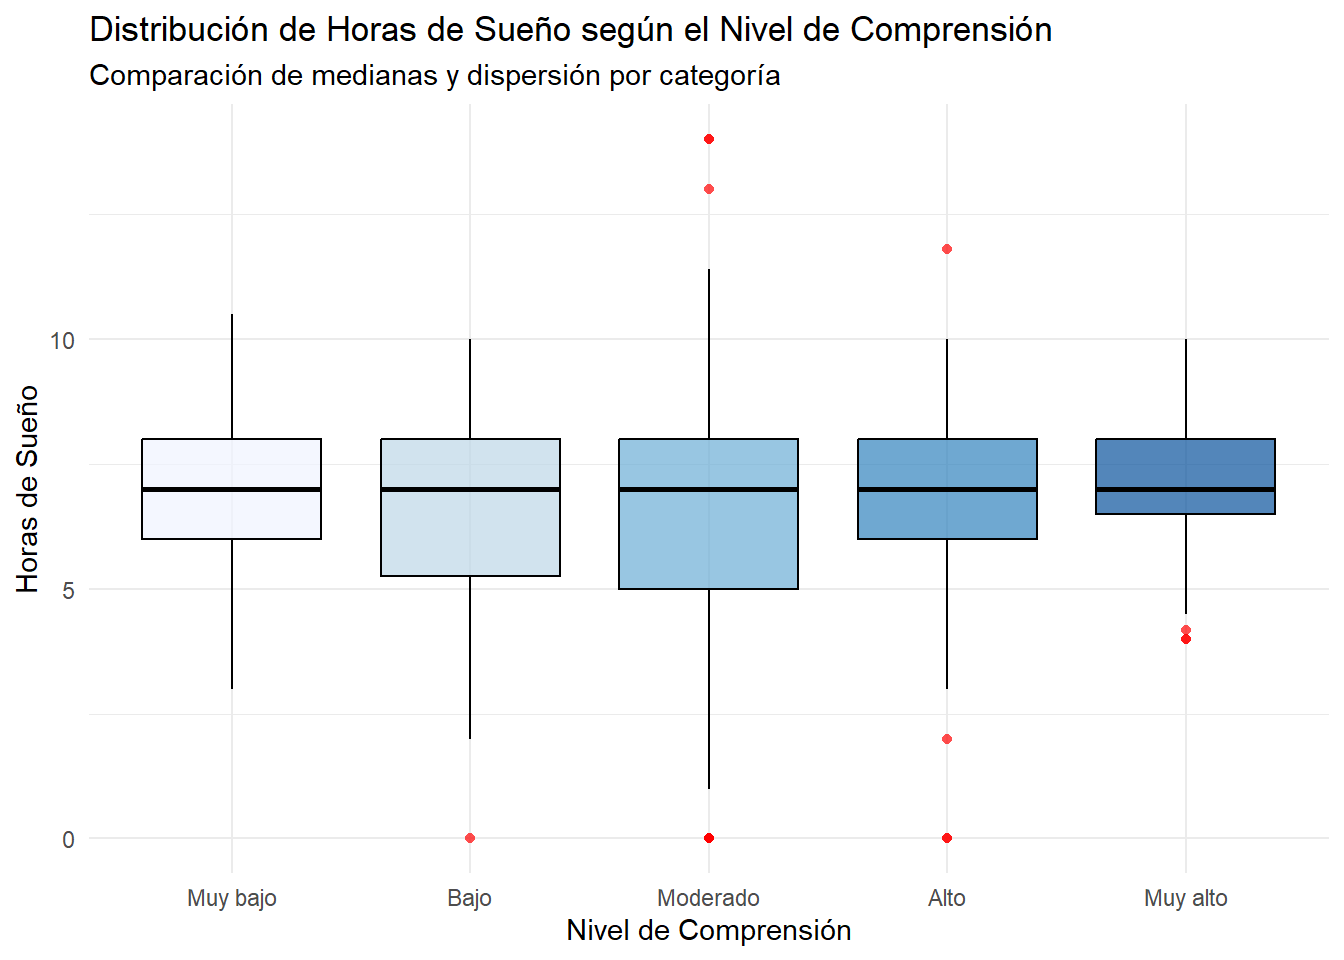 Distribución de Horas de Sueño según el Nivel de Comprensión
Comparación de medianas y dispersión por categoría
Horas de Sueño
10
5
0
Muy bajo
Bajo
Moderado
Alto
Muy alto
Nivel de Comprensión